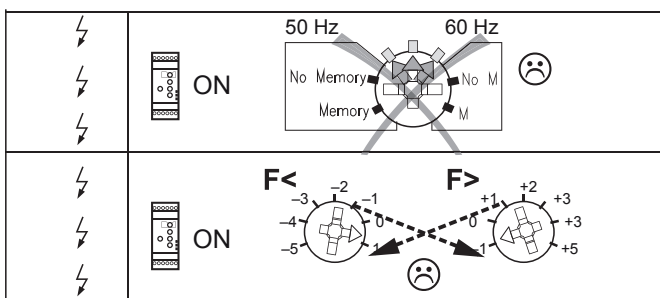 50 Hz 60 Hz
No Memory No M
ON
Memory M
F< F>
–2 +2
–3 –1 +1 +3
–4 0 0 +3
ON
–5 1 –1 +5